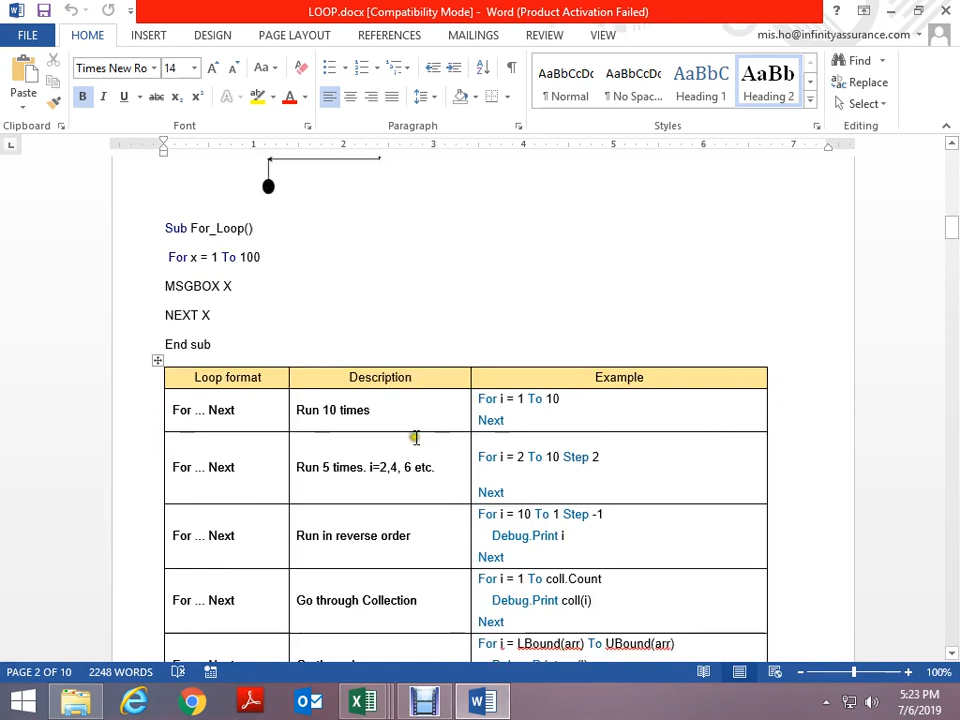 LOOP.docx [Compatibility Mode] - Word (Product Activation Failed)
FILE HOME INSERT DESIGN PAGE LAYOUT REFERENCES MAILINGS REVIEW VIEW mis.ho@infinityassurance.com
Paste
Times New Ro 14
Find
Replace
Select
AaBbCcDc AaBbCcDc AaBbC AaBb
¶ Normal ¶ No Spac... Heading 1 Heading 2
Clipboard Font Paragraph Styles Editing
1 2 3 4 5 6 7
Sub For_Loop()
For x = 1 To 100
MSGBOX X
NEXT X
End sub
Loop format Description Example
For ... Next Run 10 times For i = 1 To 10
Next
For ... Next Run 5 times. i=2,4, 6 etc. For i = 2 To 10 Step 2
Next
For ... Next Run in reverse order For i = 10 To 1 Step -1
Debug.Print i
Next
For ... Next Go through Collection For i = 1 To coll.Count
Debug.Print coll(i)
Next
For i = LBound(arr) To UBound(arr)
PAGE 2 OF 10 2248 WORDS 100%
5:23 PM
7/6/2019